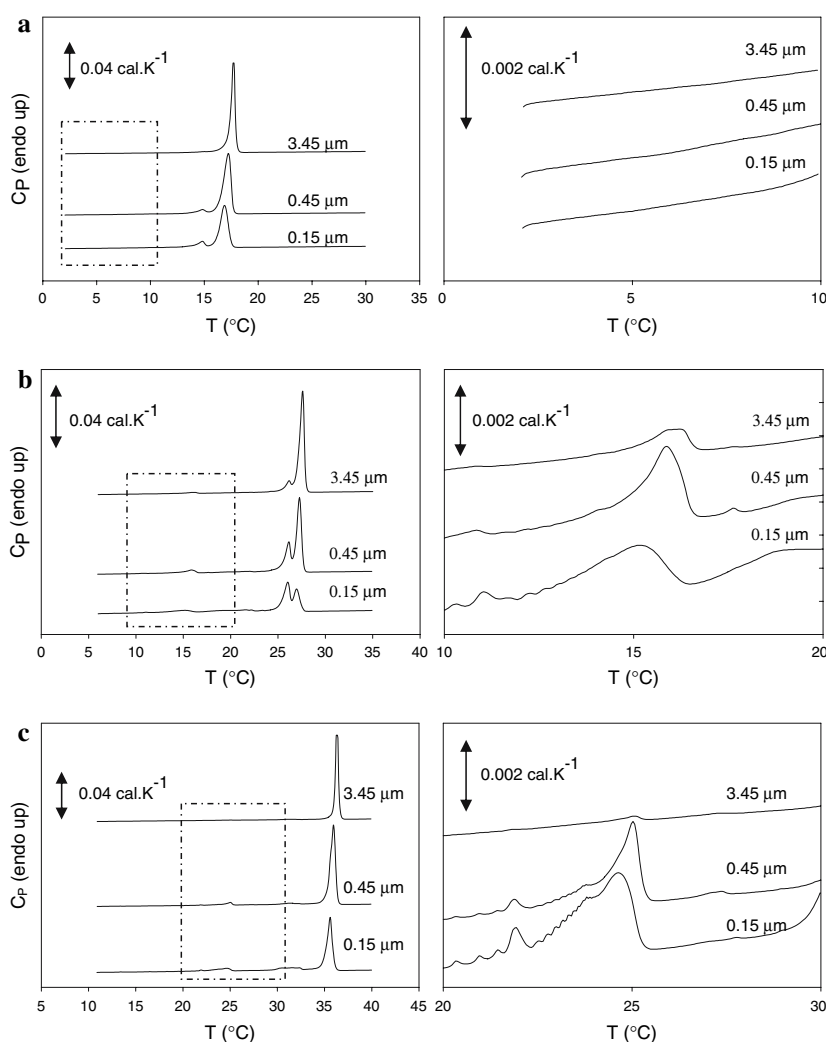 a
0.04 cal.K-1
3.45 µm
0.45 µm
0.15 µm
CP (endo up)
0 5 10 15 20 25 30 35
T (°C)
0.002 cal.K-1
3.45 µm
0.45 µm
0.15 µm
0 5 10
T (°C)
b
0.04 cal.K-1
3.45 µm
0.45 µm
0.15 µm
CP (endo up)
0 5 10 15 20 25 30 35 40
T (°C)
0.002 cal.K-1
3.45 µm
0.45 µm
0.15 µm
10 15 20
T (°C)
c
0.04 cal.K-1
3.45 µm
0.45 µm
0.15 µm
CP (endo up)
5 10 15 20 25 30 35 40 45
T (°C)
0.002 cal.K-1
3.45 µm
0.45 µm
0.15 µm
20 25 30
T (°C)